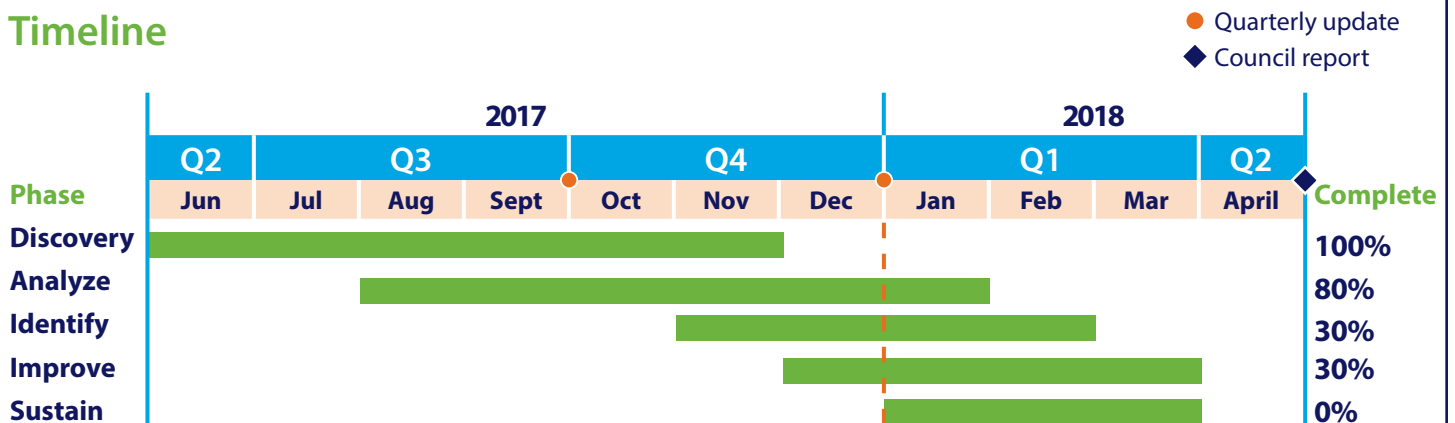 Timeline
Quarterly update
Council report
2017 2018
Q2 Q3 Q4 Q1 Q2
Phase Jun Jul Aug Sept Oct Nov Dec Jan Feb Mar April Complete
Discovery 100%
Analyze 80%
Identify 30%
Improve 30%
Sustain 0%